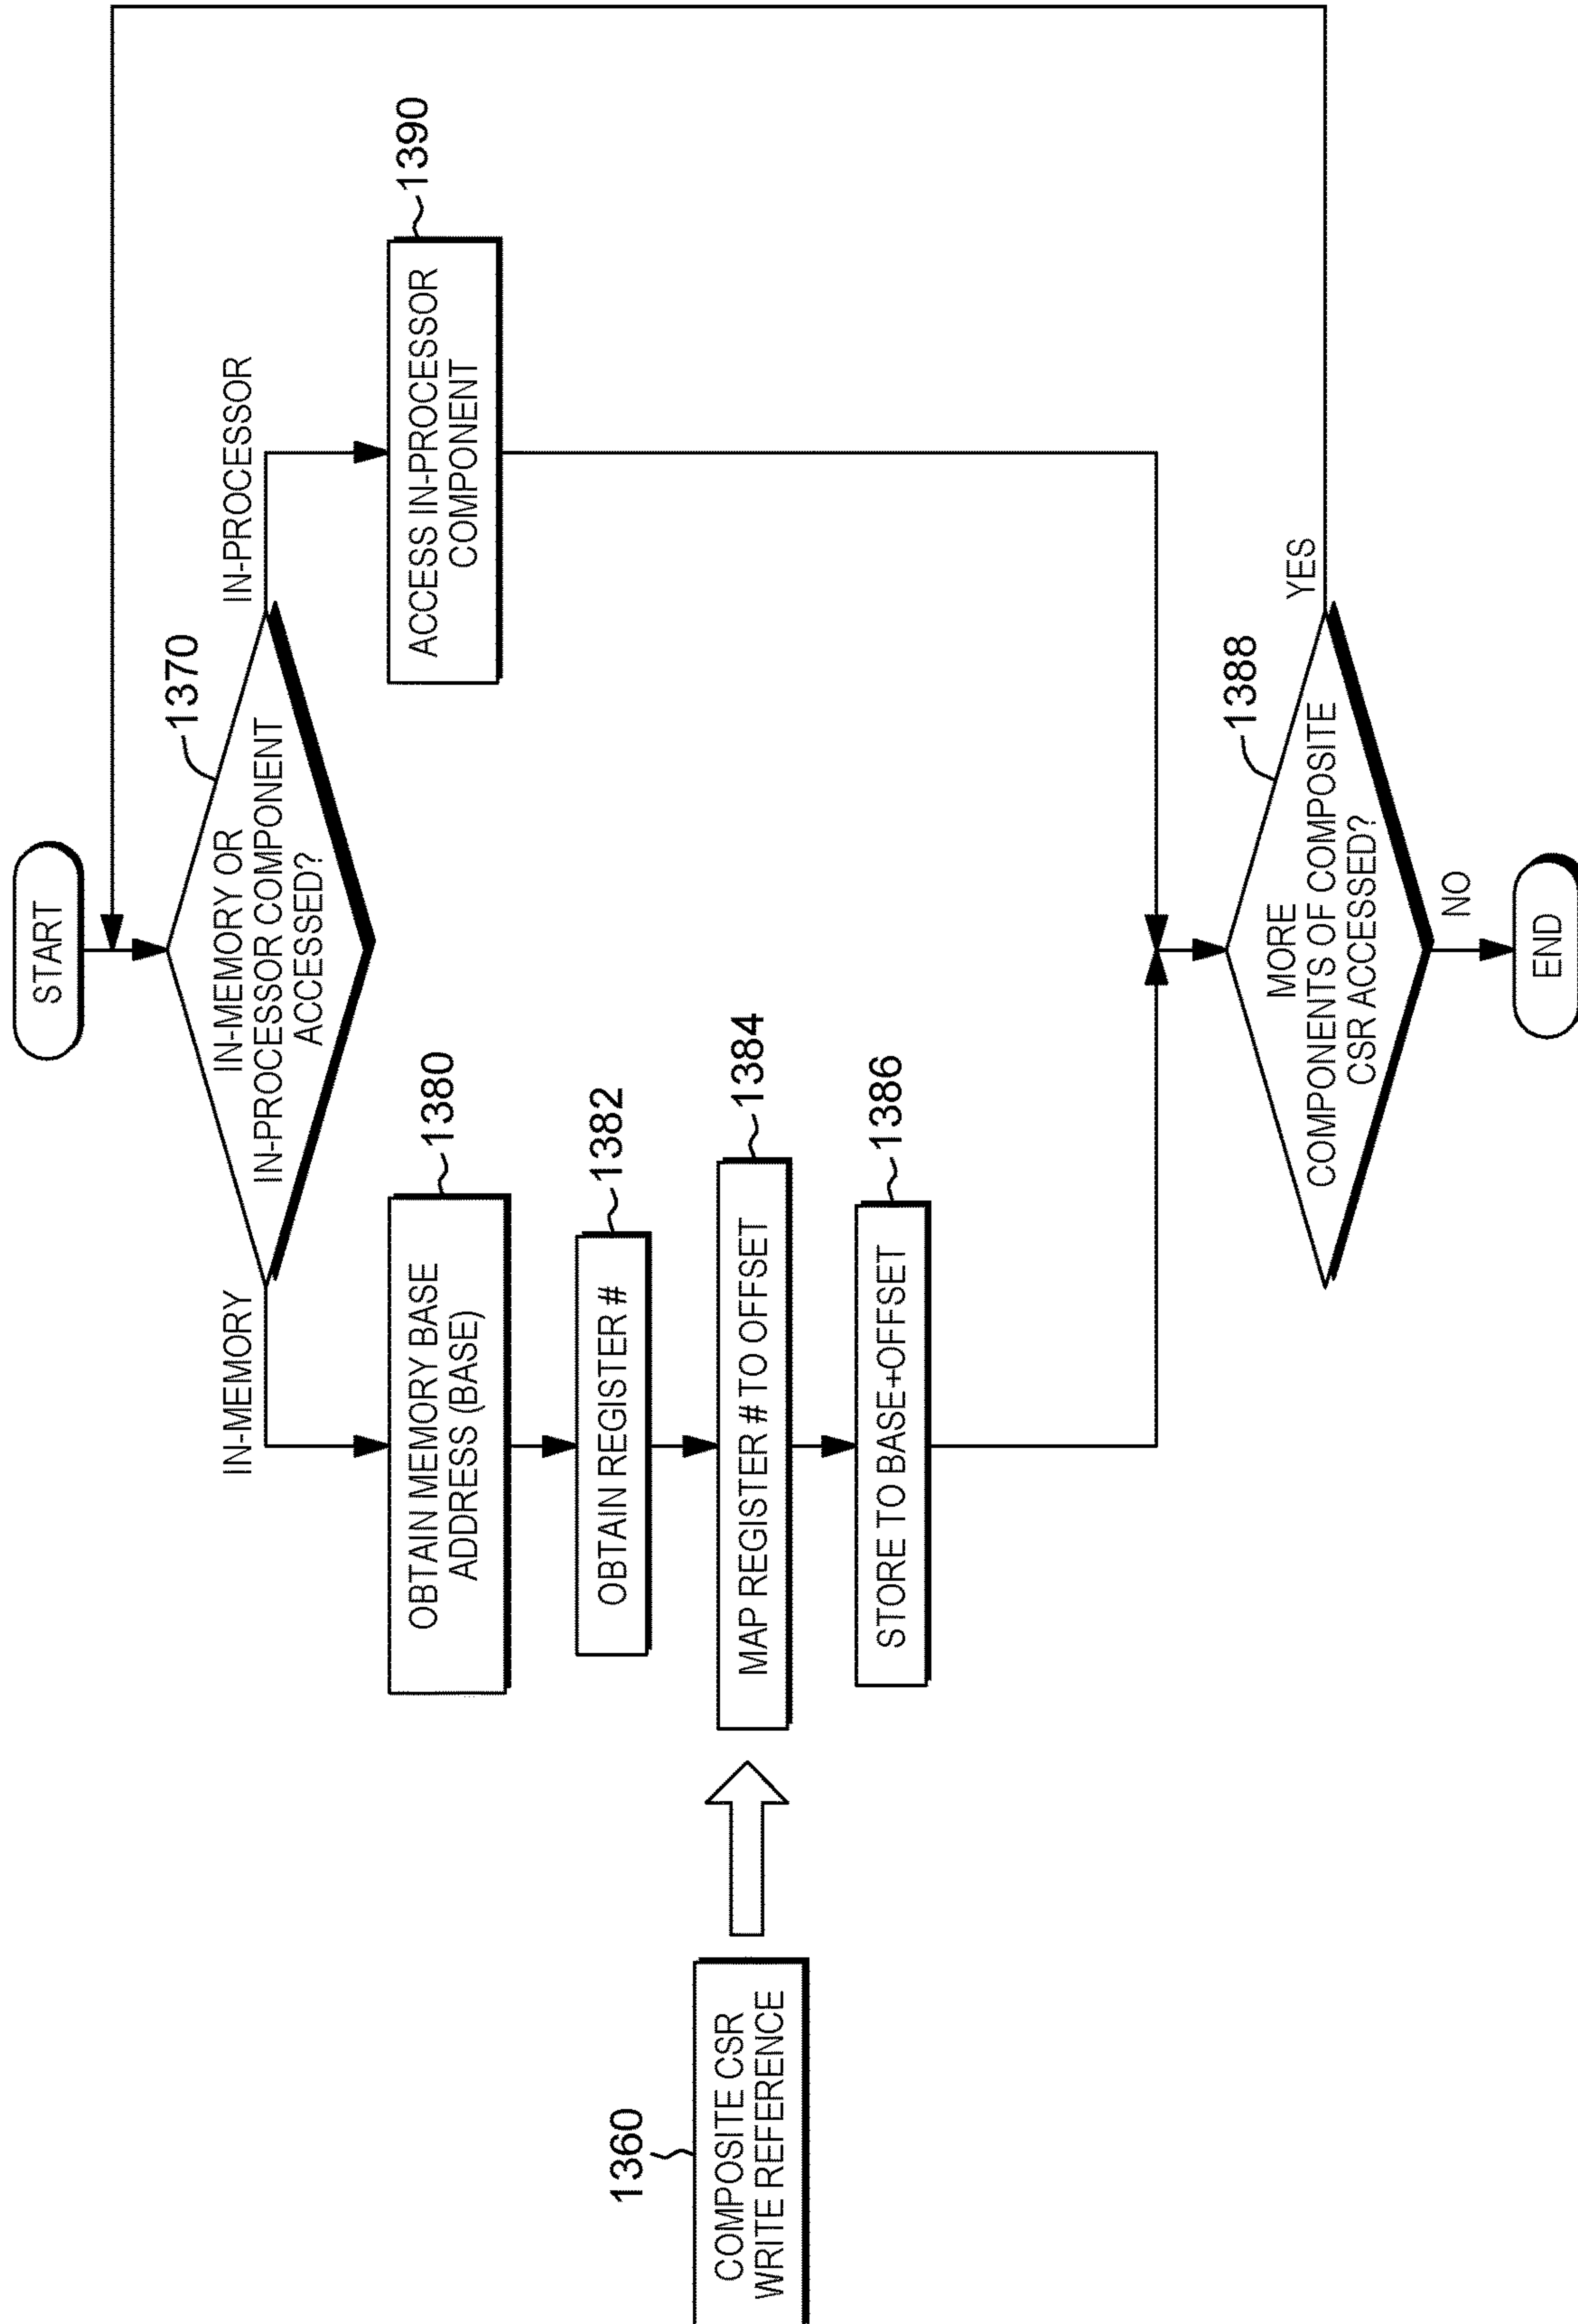 1360
COMPOSITE CSR
WRITE REFERENCE
START
IN-MEMORY OR
IN-PROCESSOR COMPONENT
ACCESSED?
1370
IN-MEMORY
IN-PROCESSOR
OBTAIN MEMORY BASE
ADDRESS (BASE)
1380
OBTAIN REGISTER #
1382
MAP REGISTER # TO OFFSET
1384
STORE TO BASE+OFFSET
1386
ACCESS IN-PROCESSOR
COMPONENT
1390
MORE
COMPONENTS OF COMPOSITE
CSR ACCESSED?
1388
YES
NO
END